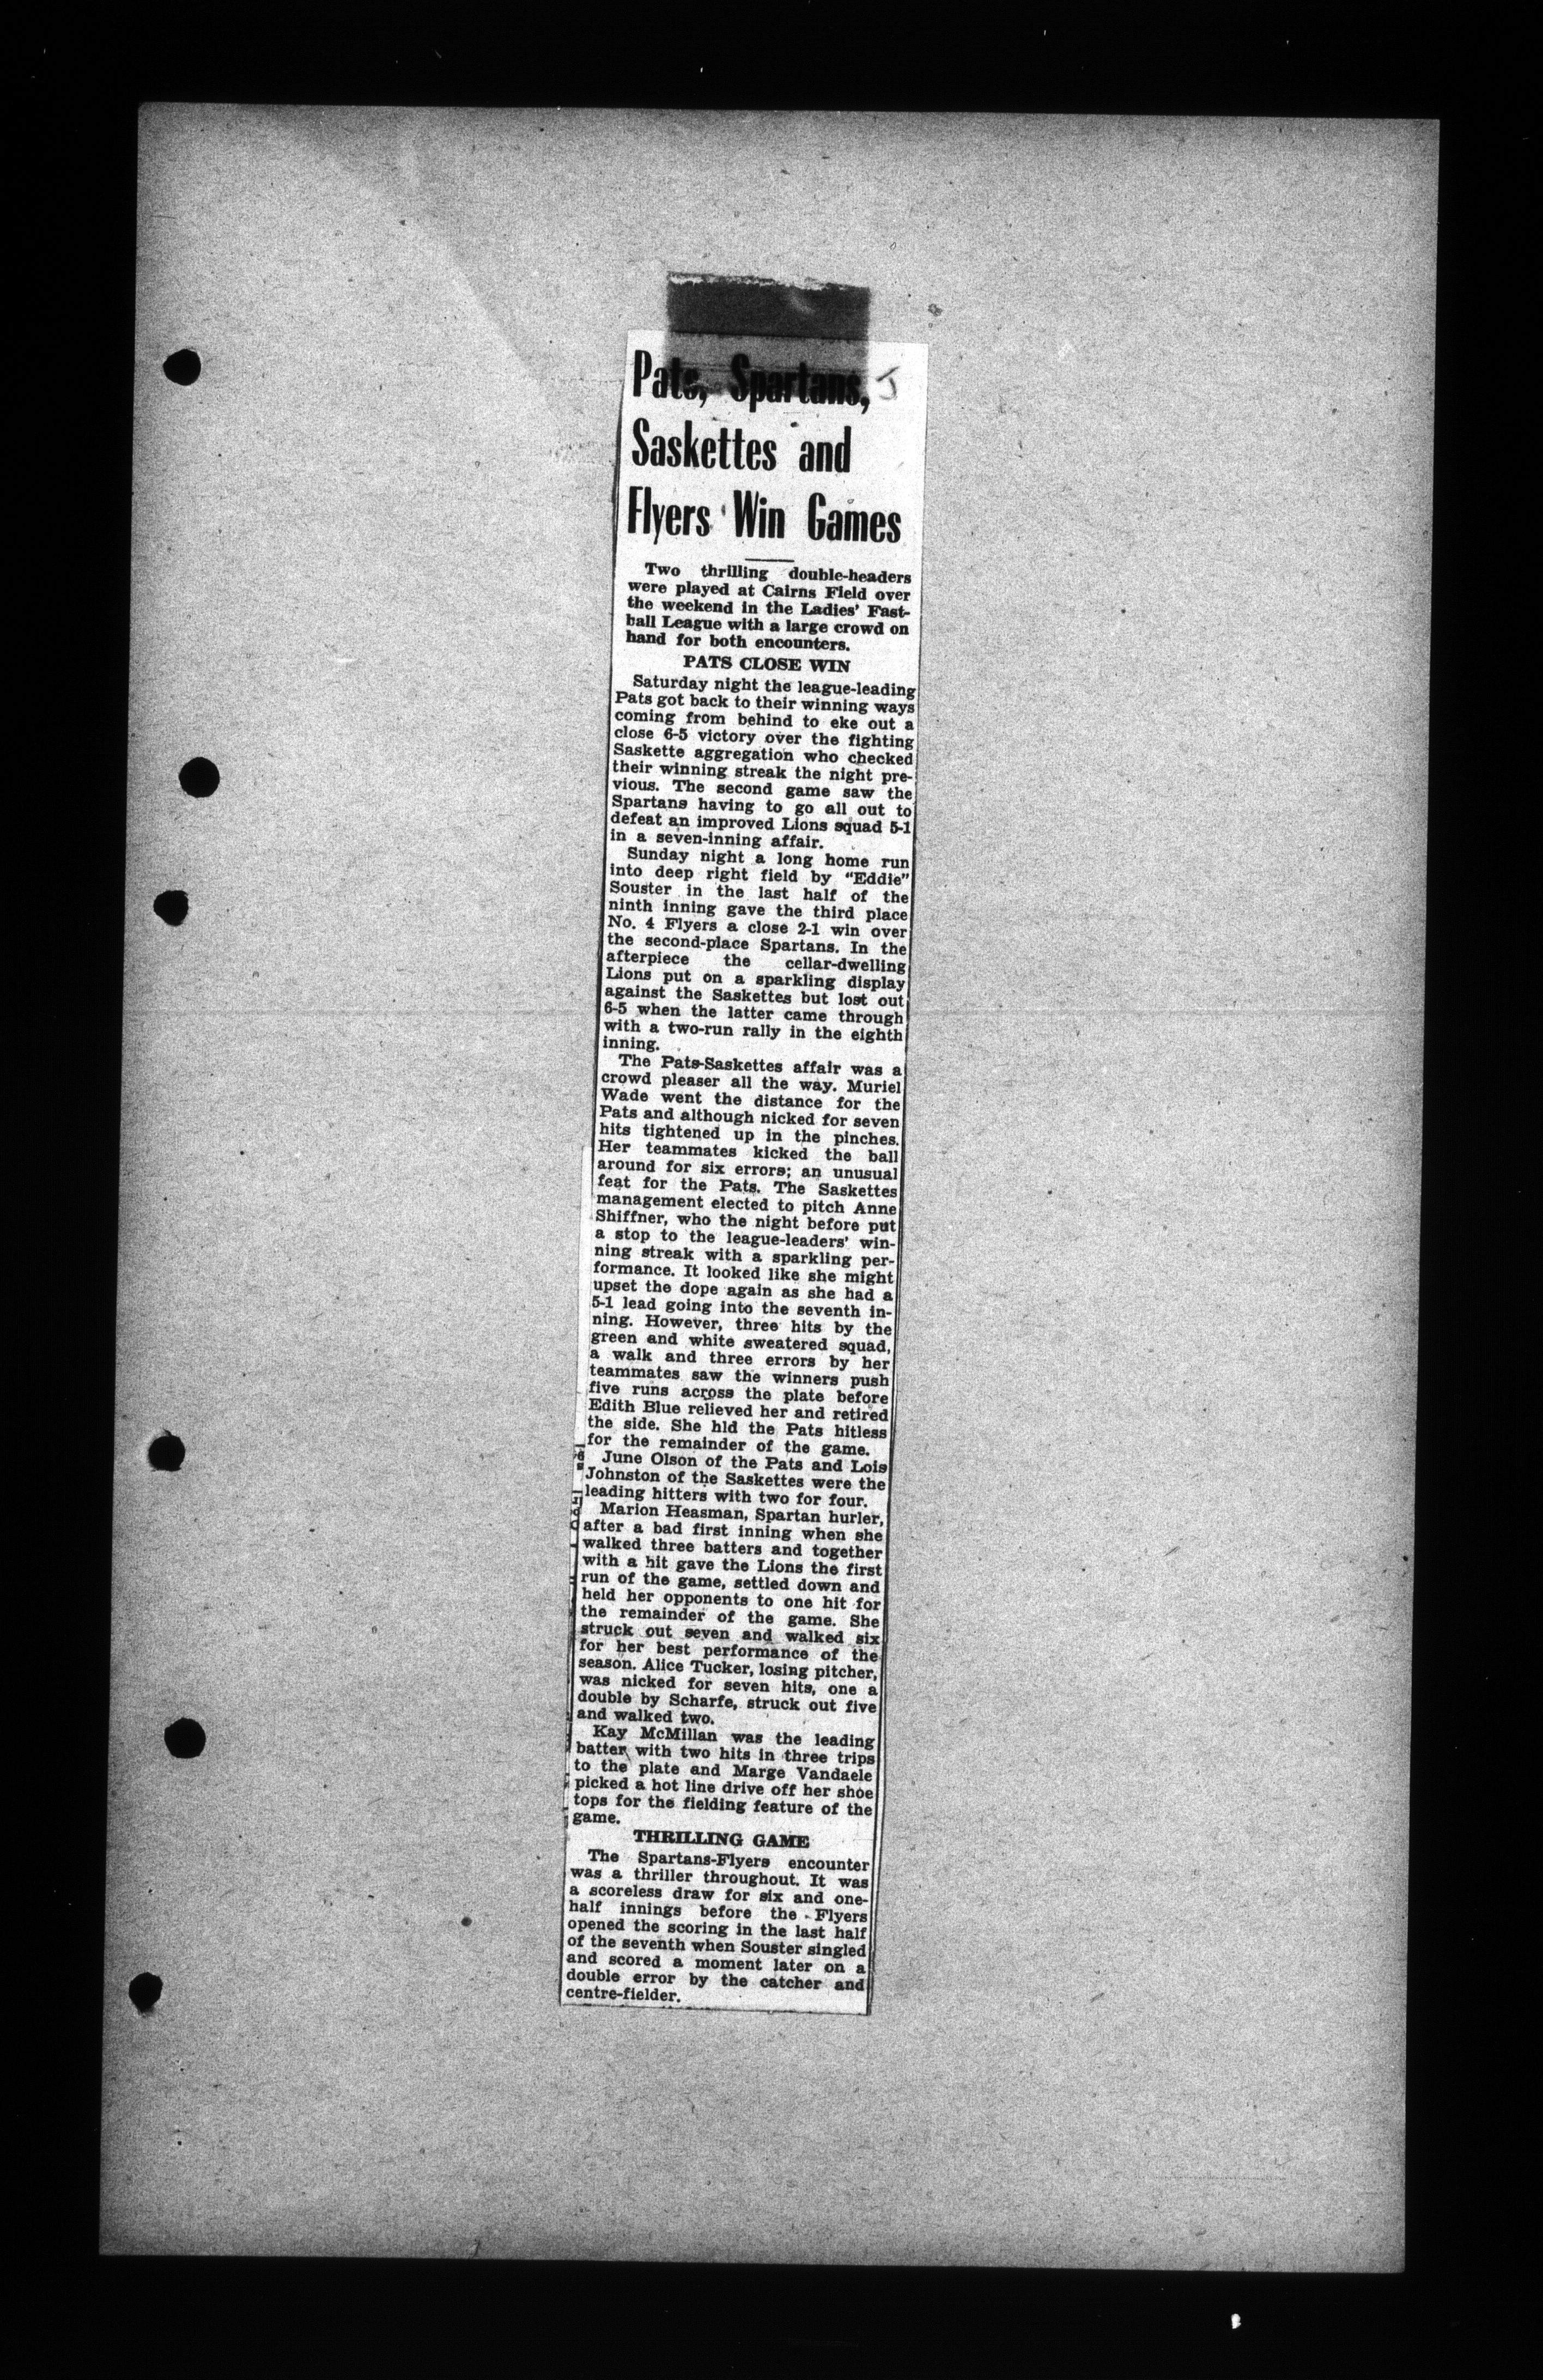 Pats, Spartans,
Saskettes and
Flyers Win Games
Two thrilling double-headers
were played at Cairns Field over
the weekend in the Ladies' Fast-
ball League with a large crowd on
hand for both encounters.
PATS CLOSE WIN
Saturday night the league-leading
Pats got back to their winning ways
coming from behind to eke out a
close 6-5 victory over the fighting
Saskette aggregation who checked
their winning streak the night pre-
vious. The second game saw the
Spartans having to go all out to
defeat an improved Lions squad 5-1
in a seven-inning affair.
Sunday night a long home run
into deep right field by "Eddie"
Souster in the last half of the
ninth inning gave the third place
No. 4 Flyers a close 2-1 win over
the second-place Spartans. In the
afterpiece the cellar-dwelling
Lions put on a sparkling display
against the Saskettes but lost out
6-5 when the latter came through
with a two-run rally in the eighth
inning.
The Pats-Saskettes affair was a
crowd pleaser all the way. Muriel
Wade went the distance for the
Pats and although nicked for seven
hits tightened up in the pinches.
Her teammates kicked the ball
around for six errors; an unusual
feat for the Pats. The Saskettes
management elected to pitch Anne
Shiffner, who the night before put
a stop to the league-leaders' win-
ning streak with a sparkling per-
formance. It looked like she might
upset the dope again as she had a
5-1 lead going into the seventh in-
ning. However, three hits by the
green and white sweatered squad,
a walk and three errors by her
teammates saw the winners push
five runs across the plate before
Edith Blue relieved her and retired
the side. She hld the Pats hitless
for the remainder of the game.
June Olson of the Pats and Lois
Johnston of the Saskettes were the
leading hitters with two for four.
Marion Heasman, Spartan hurler,
after a bad first inning when she
walked three batters and together
with a hit gave the Lions the first
run of the game, settled down and
held her opponents to one hit for
the remainder of the game. She
struck out seven and walked six
for her best performance of the
season. Alice Tucker, losing pitcher,
was nicked for seven hits, one a
double by Scharfe, struck out five
and walked two.
Kay McMillan was the leading
batter with two hits in three trips
to the plate and Marge Vandaele
picked a hot line drive off her shoe
tops for the fielding feature of the
game.
THRILLING GAME
The Spartans-Flyers encounter
was a thriller throughout. It was
a scoreless draw for six and one-
half innings before the Flyers
opened the scoring in the last half
of the seventh when Souster singled
and scored a moment later on a
double error by the catcher and
centre-fielder.